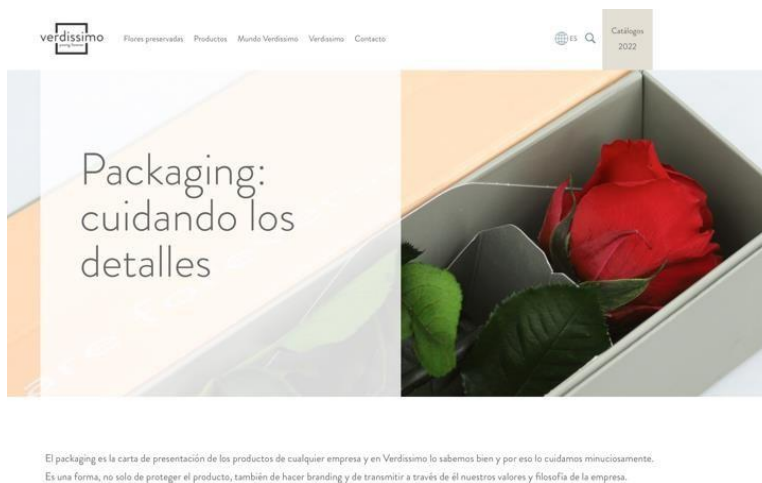 verdissimo
Flores preservadas Productos Mundo Verdissimo Verdissimo Contacto
ES
Catálogos
2022
Packaging:
cuidando los
detalles
El packaging es la carta de presentación de los productos de cualquier empresa y en Verdissimo lo sabemos bien y por eso lo cuidamos minuciosamente.
Es una forma, no solo de proteger el producto, también de hacer branding y de transmitir a través de él nuestros valores y filosofía de la empresa.